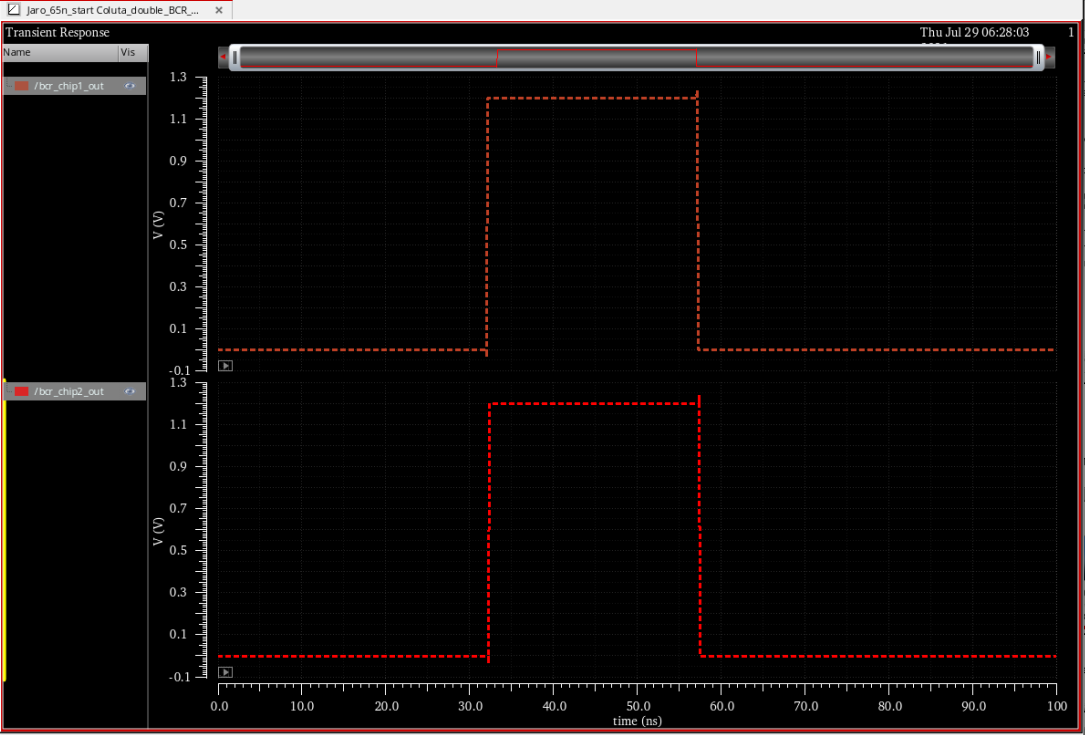 Jaro_65n_start Coluta_double_BCR_... ×
Transient Response
Thu Jul 29 06:28:03 1
Name Vis
/bcr_chip1_out
1.3
1.1
0.9
0.7
0.5
0.3
0.1
-0.1
V (V)
/bcr_chip2_out
1.3
1.1
0.9
0.7
0.5
0.3
0.1
-0.1
V (V)
0.0 10.0 20.0 30.0 40.0 50.0 60.0 70.0 80.0 90.0 100
time (ns)